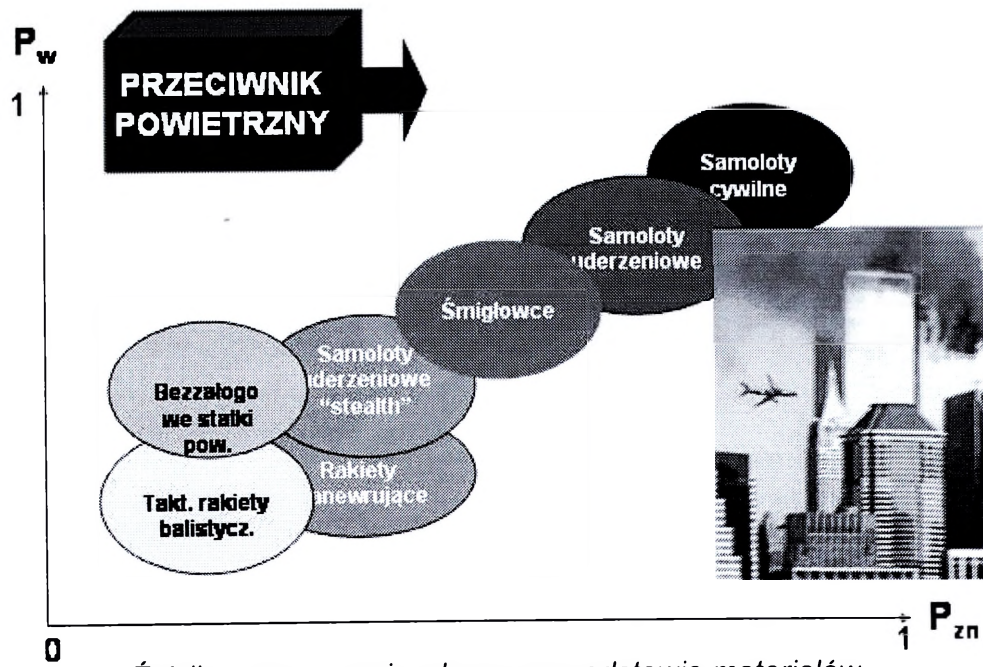 P_w
1
PRZECIWNIK
POWIETRZNY
Samoloty
cywilne
Samoloty
uderzeniowe
Śmigłowce
Samoloty
uderzeniowe
"stealth"
Bezzałogo
we statki
pow.
Rakiety
Takt. rakiety
balistycz.
0
1
P_zn